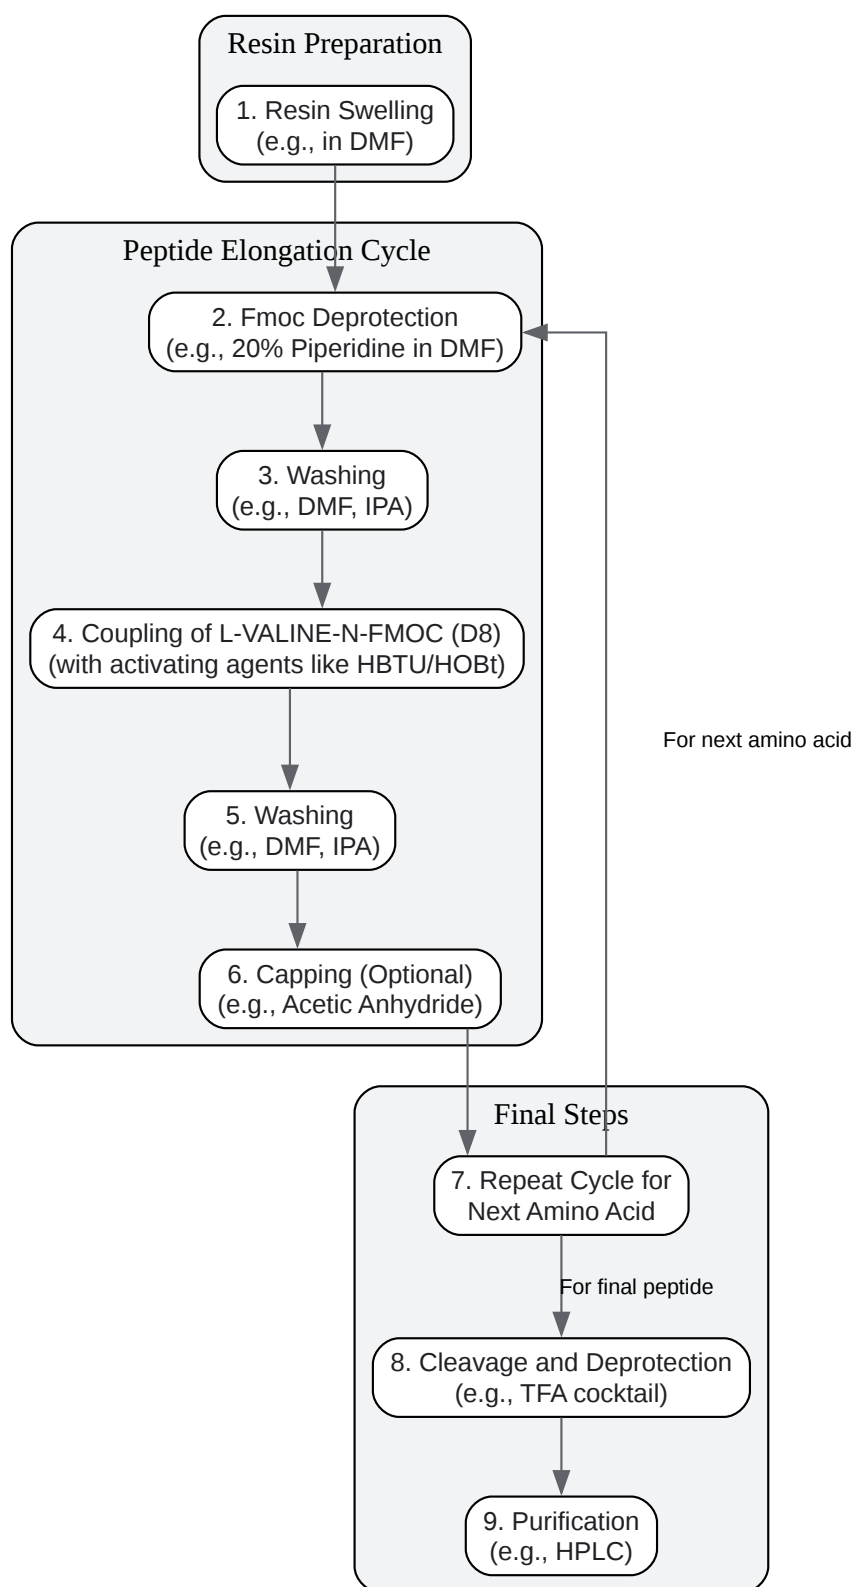 Resin Preparation
1. Resin Swelling
(e.g., in DMF)
Peptide Elongation Cycle
2. Fmoc Deprotection
(e.g., 20% Piperidine in DMF)
3. Washing
(e.g., DMF, IPA)
4. Coupling of L-VALINE-N-FMOC (D8)
(with activating agents like HBTU/HOBt)
For next amino acid
5. Washing
(e.g., DMF, IPA)
6. Capping (Optional)
(e.g., Acetic Anhydride)
Final Steps
7. Repeat Cycle for
Next Amino Acid
For final peptide
8. Cleavage and Deprotection
(e.g., TFA cocktail)
9. Purification
(e.g., HPLC)